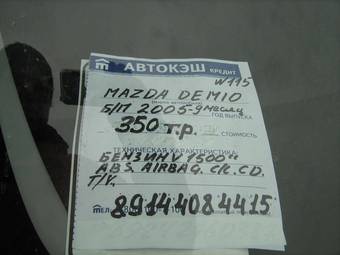 АВТОКЭШ КРЕДИТ
W115
MAZDA DEMIO
Б/П 2005-9 месяц
ГОД ВЫПУСКА
350 т.р. СТОИМОСТЬ
ТЕХНИЧЕСКАЯ ХАРАКТЕРИСТИКА:
БЕНЗИН V 1500"
ABS. AIRBAG. СК. CD.
T/V.
89144084415